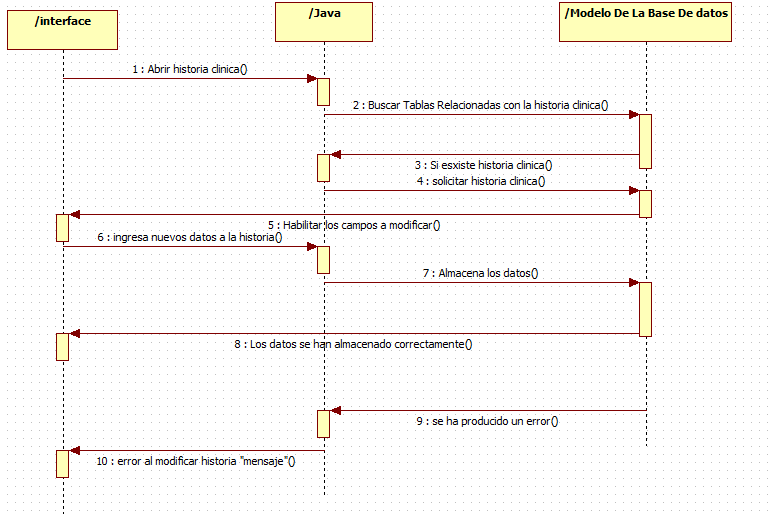 /interface
/Java
/Modelo De La Base De datos
1 : Abrir historia clinica()
2 : Buscar Tablas Relacionadas con la historia clinica()
3 : Si esxiste historia clinica()
4 : solicitar historia clinica()
5 : Habilitar los campos a modificar()
6 : ingresa nuevos datos a la historia()
7 : Almacena los datos()
8 : Los datos se han almacenado correctamente()
9 : se ha producido un error()
10 : error al modificar historia "mensaje"()